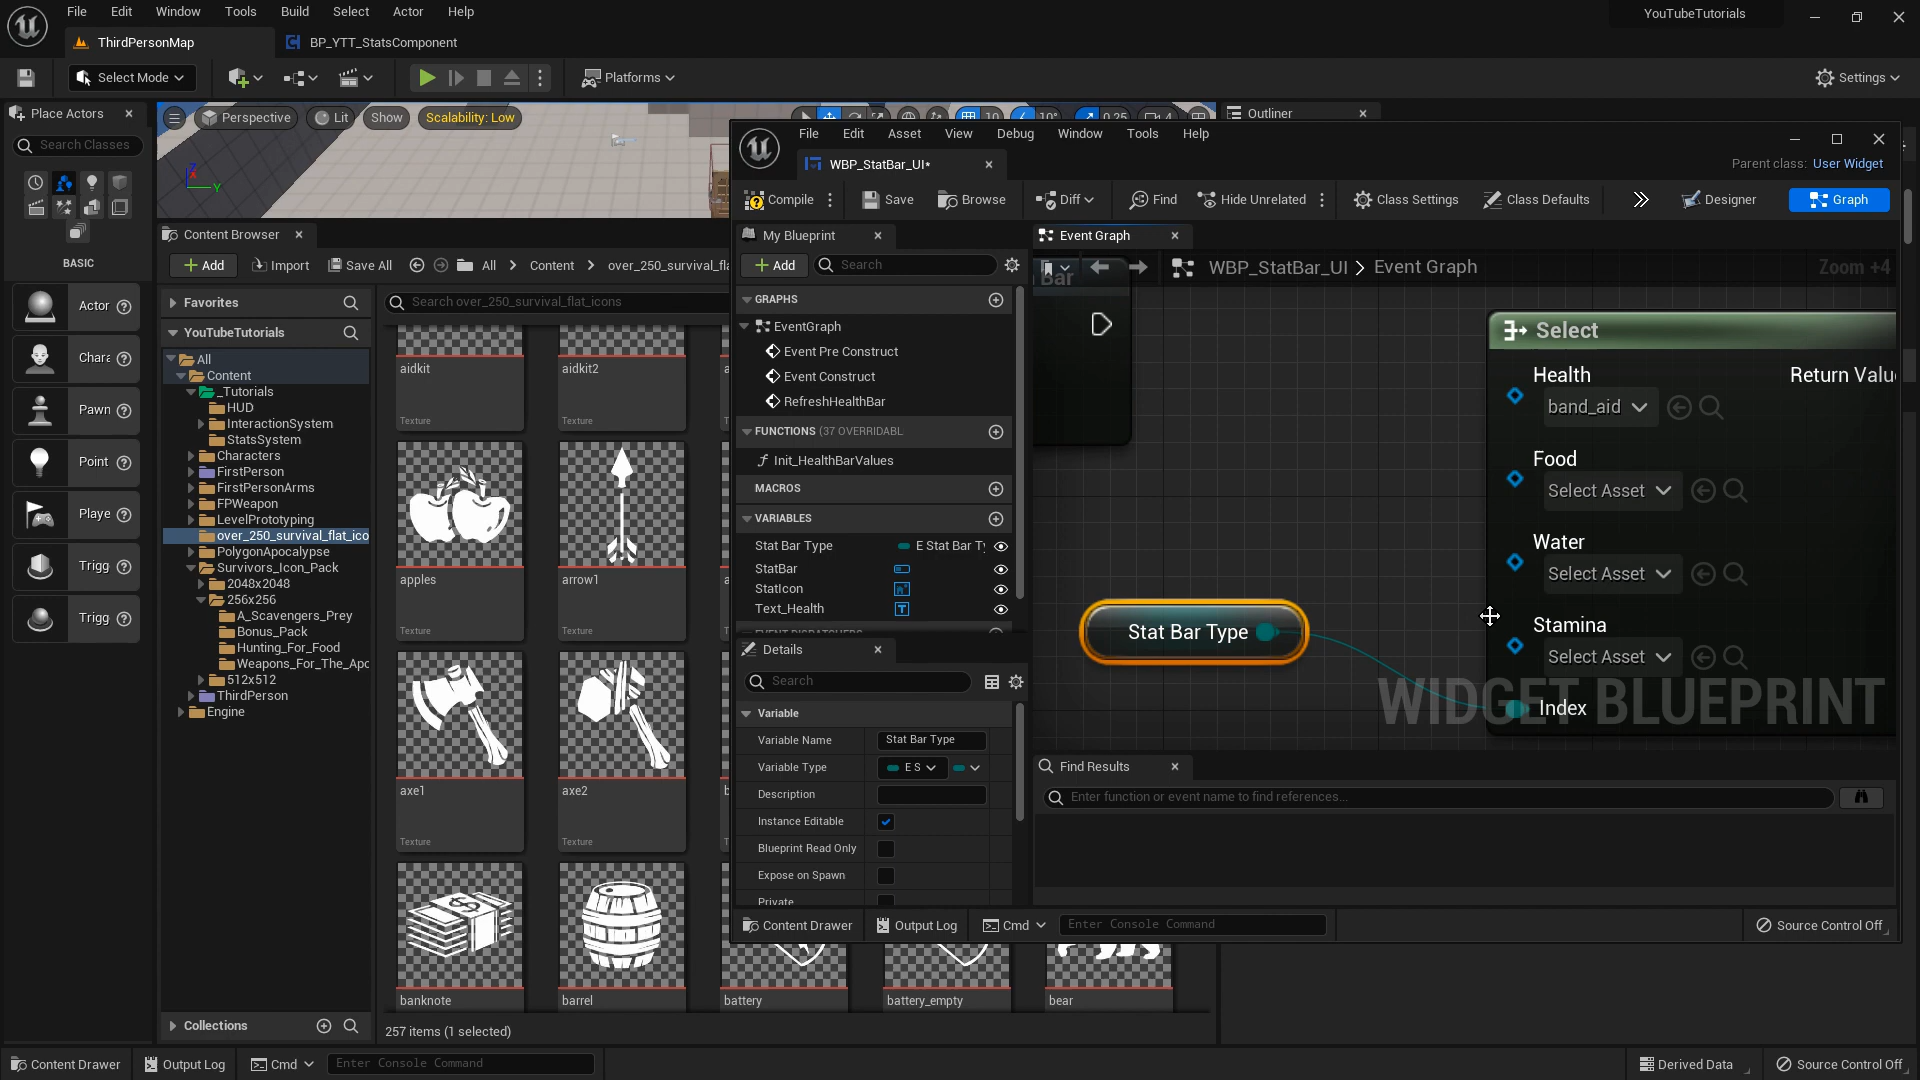 File Edit Window Tools Build Select Actor Help
YouTubeTutorials
ThirdPersonMap
BP_YTT_StatsComponent
Select Mode
Platforms
Settings
Place Actors
Search Classes
BASIC
Actor
Chara
Pawn
Point
Playe
Trigg
Trigg
Perspective
Lit
Show
Scalability: Low
10
10°
0.25
4
Outliner
Content Browser
Add
Import
Save All
All
Content
over_250_survival_fla
Favorites
YouTubeTutorials
All
Content
_Tutorials
HUD
InteractionSystem
StatsSystem
Characters
FirstPerson
FirstPersonArms
FPWeapon
LevelPrototyping
over_250_survival_flat_ico
PolygonApocalypse
Survivors_Icon_Pack
2048x2048
256x256
A_Scavengers_Prey
Bonus_Pack
Hunting_For_Food
Weapons_For_The_Apo
512x512
ThirdPerson
Engine
Collections
Search over_250_survival_flat_icons
aidkit
Texture
aidkit2
Texture
apples
Texture
arrow1
Texture
axe1
Texture
axe2
Texture
banknote
barrel
battery
battery_empty
bear
257 items (1 selected)
File Edit Asset View Debug Window Tools Help
WBP_StatBar_UI*
Parent class: User Widget
Compile
Save
Browse
Diff
Find
Hide Unrelated
Class Settings
Class Defaults
Designer
Graph
My Blueprint
Add
Search
GRAPHS
EventGraph
Event Pre Construct
Event Construct
RefreshHealthBar
FUNCTIONS (37 OVERRIDABL
Init_HealthBarValues
MACROS
VARIABLES
Stat Bar Type
E Stat Bar Ty
StatBar
StatIcon
Text_Health
EVENT DISPATCHERS
Details
Search
Variable
Variable Name
Stat Bar Type
Variable Type
E S
Description
Instance Editable
Blueprint Read Only
Expose on Spawn
Private
Event Graph
WBP_StatBar_UI > Event Graph
Zoom +4
Bar
Select
Health
Return Value
band_aid
Food
Select Asset
Water
Select Asset
Stamina
Select Asset
Index
Stat Bar Type
WIDGET BLUEPRINT
Find Results
Enter function or event name to find references...
Content Drawer
Output Log
Cmd
Enter Console Command
Source Control Off
Content Drawer
Output Log
Cmd
Enter Console Command
Derived Data
Source Control Off